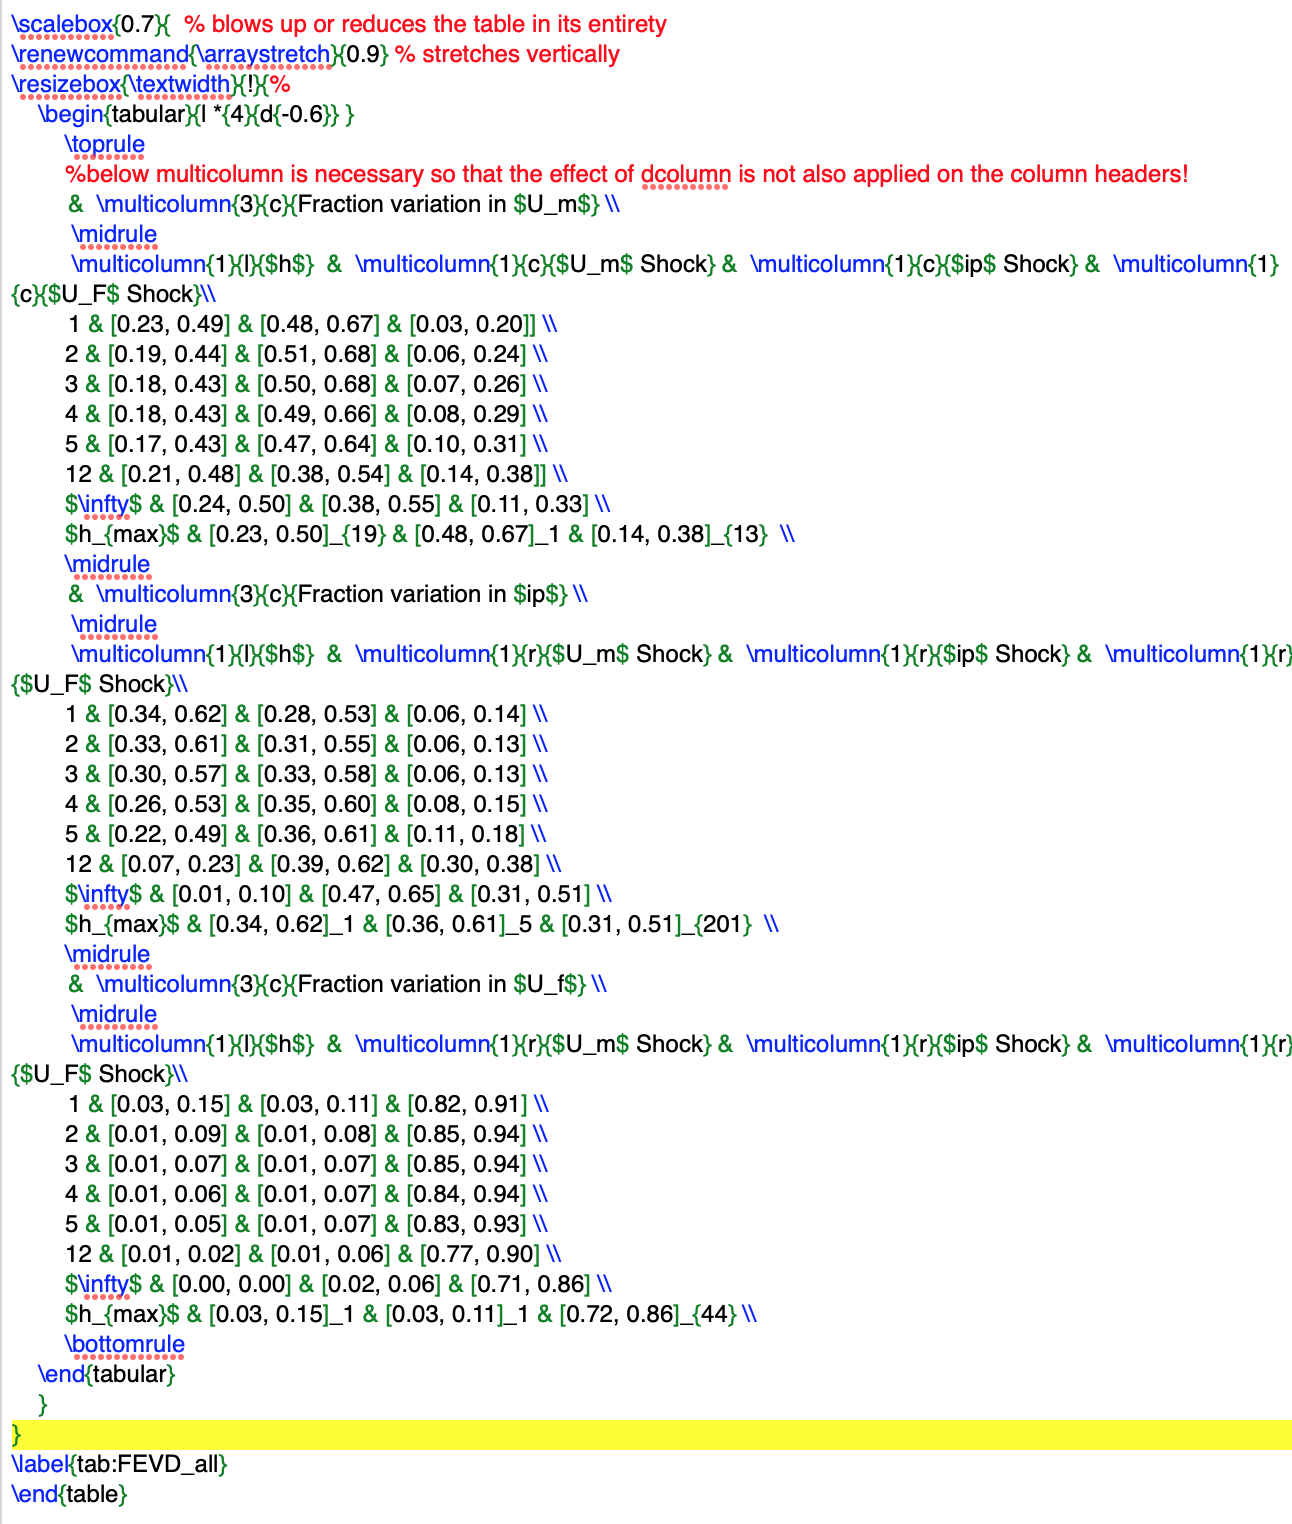 \scalebox{0.7}{  % blows up or reduces the table in its entirety
\renewcommand{\arraystretch}{0.9} % stretches vertically
\resizebox{\textwidth}{!}{%
\begin{tabular}{l *{4}{d{-0.6}} }
\toprule
%below multicolumn is necessary so that the effect of dcolumn is not also applied on the column headers!
&  \multicolumn{3}{c}{Fraction variation in $U_m$} \\
\midrule
\multicolumn{1}{l}{$h$}  &  \multicolumn{1}{c}{$U_m$ Shock} &  \multicolumn{1}{c}{$ip$ Shock} &  \multicolumn{1}
{c}{$U_F$ Shock}\\
1 & [0.23, 0.49] & [0.48, 0.67] & [0.03, 0.20]] \\
2 & [0.19, 0.44] & [0.51, 0.68] & [0.06, 0.24] \\
3 & [0.18, 0.43] & [0.50, 0.68] & [0.07, 0.26] \\
4 & [0.18, 0.43] & [0.49, 0.66] & [0.08, 0.29] \\
5 & [0.17, 0.43] & [0.47, 0.64] & [0.10, 0.31] \\
12 & [0.21, 0.48] & [0.38, 0.54] & [0.14, 0.38]] \\
$\infty$ & [0.24, 0.50] & [0.38, 0.55] & [0.11, 0.33] \\
$h_{max}$ & [0.23, 0.50]_{19} & [0.48, 0.67]_1 & [0.14, 0.38]_{13}  \\
\midrule
&  \multicolumn{3}{c}{Fraction variation in $ip$} \\
\midrule
\multicolumn{1}{l}{$h$}  &  \multicolumn{1}{r}{$U_m$ Shock} &  \multicolumn{1}{r}{$ip$ Shock} &  \multicolumn{1}{r}
{$U_F$ Shock}\\
1 & [0.34, 0.62] & [0.28, 0.53] & [0.06, 0.14] \\
2 & [0.33, 0.61] & [0.31, 0.55] & [0.06, 0.13] \\
3 & [0.30, 0.57] & [0.33, 0.58] & [0.06, 0.13] \\
4 & [0.26, 0.53] & [0.35, 0.60] & [0.08, 0.15] \\
5 & [0.22, 0.49] & [0.36, 0.61] & [0.11, 0.18] \\
12 & [0.07, 0.23] & [0.39, 0.62] & [0.30, 0.38] \\
$\infty$ & [0.01, 0.10] & [0.47, 0.65] & [0.31, 0.51] \\
$h_{max}$ & [0.34, 0.62]_1 & [0.36, 0.61]_5 & [0.31, 0.51]_{201}  \\
\midrule
&  \multicolumn{3}{c}{Fraction variation in $U_f$} \\
\midrule
\multicolumn{1}{l}{$h$}  &  \multicolumn{1}{r}{$U_m$ Shock} &  \multicolumn{1}{r}{$ip$ Shock} &  \multicolumn{1}{r}
{$U_F$ Shock}\\
1 & [0.03, 0.15] & [0.03, 0.11] & [0.82, 0.91] \\
2 & [0.01, 0.09] & [0.01, 0.08] & [0.85, 0.94] \\
3 & [0.01, 0.07] & [0.01, 0.07] & [0.85, 0.94] \\
4 & [0.01, 0.06] & [0.01, 0.07] & [0.84, 0.94] \\
5 & [0.01, 0.05] & [0.01, 0.07] & [0.83, 0.93] \\
12 & [0.01, 0.02] & [0.01, 0.06] & [0.77, 0.90] \\
$\infty$ & [0.00, 0.00] & [0.02, 0.06] & [0.71, 0.86] \\
$h_{max}$ & [0.03, 0.15]_1 & [0.03, 0.11]_1 & [0.72, 0.86]_{44} \\
\bottomrule
\end{tabular}
}
}
\label{tab:FEVD_all}
\end{table}